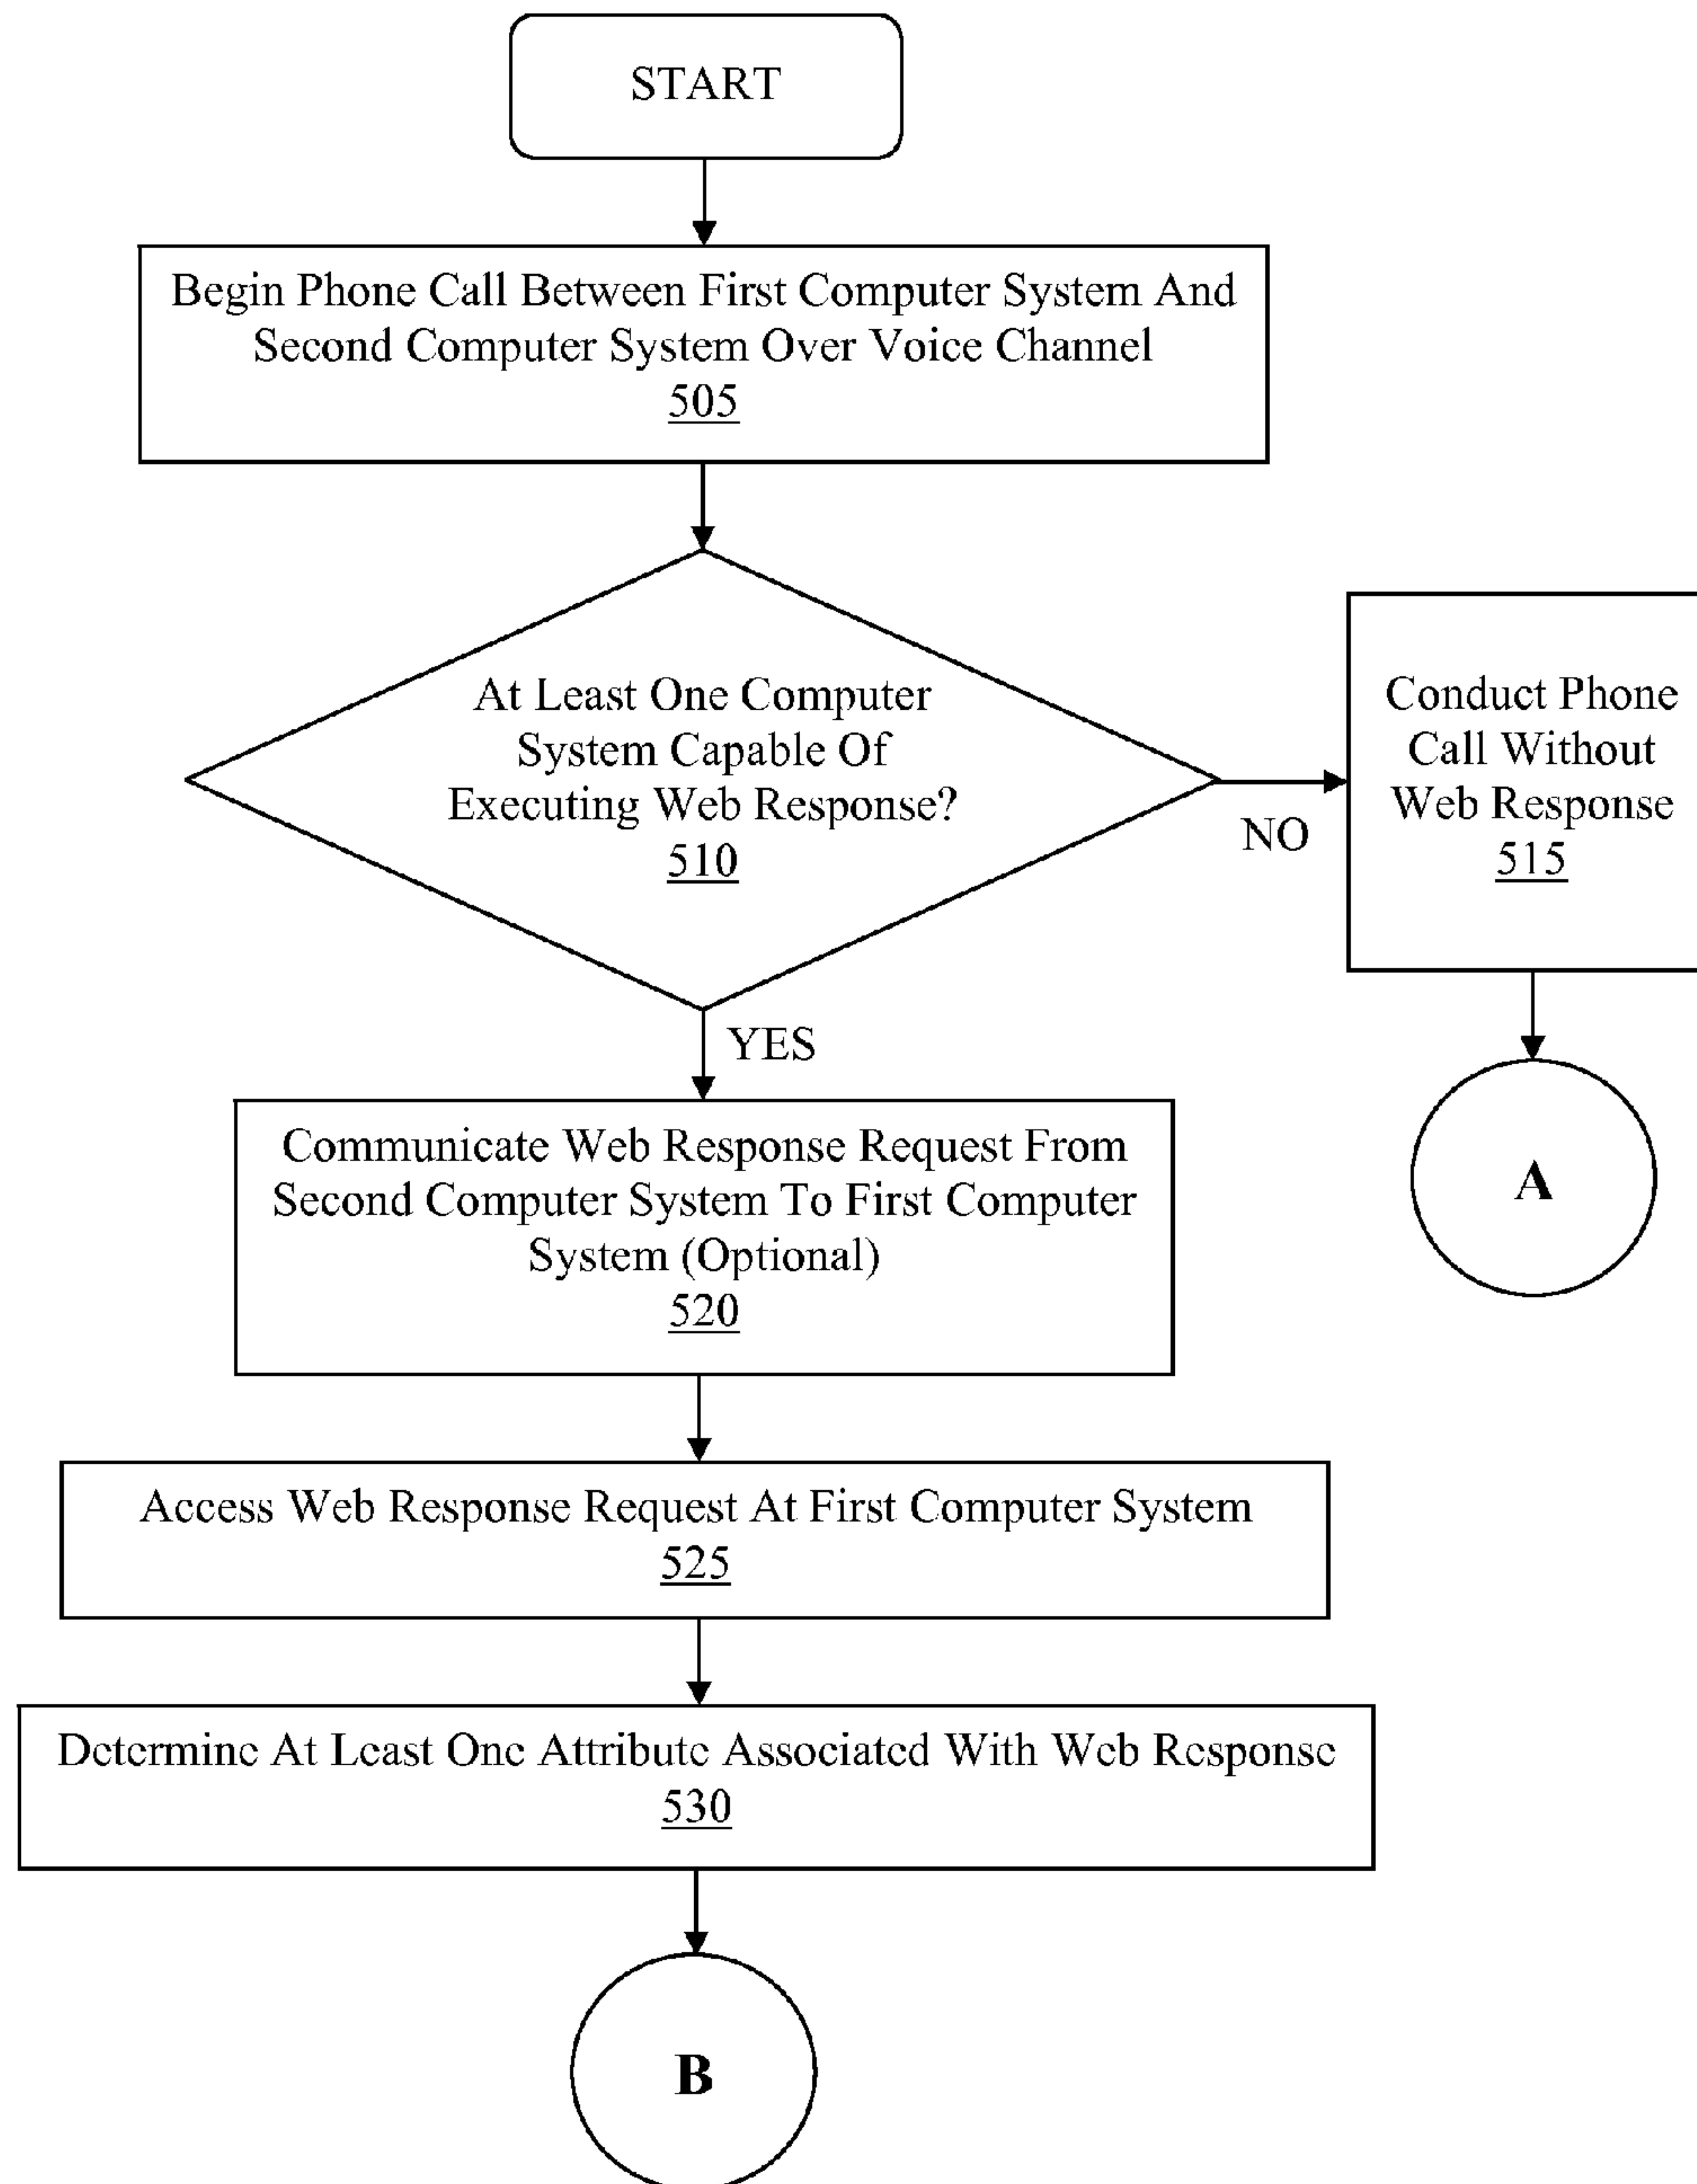 START
Begin Phone Call Between First Computer System And
Second Computer System Over Voice Channel
505
At Least One Computer
System Capable Of
Executing Web Response?
510
NO
Conduct Phone
Call Without
Web Response
515
YES
A
Communicate Web Response Request From
Second Computer System To First Computer
System (Optional)
520
Access Web Response Request At First Computer System
525
Determine At Least One Attribute Associated With Web Response
530
B